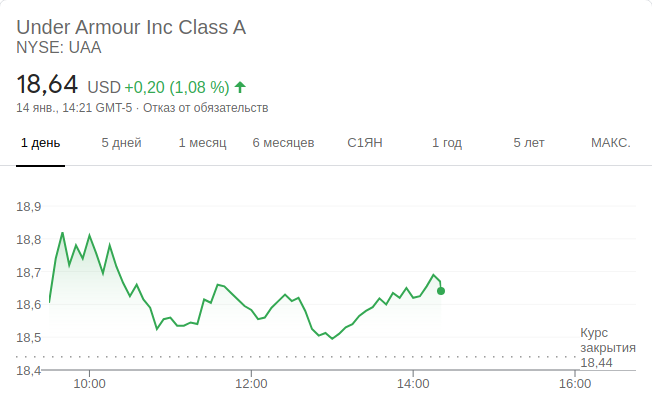 Under Armour Inc Class A
NYSE: UAA
18,64 USD +0,20 (1,08 %)
14 янв., 14:21 GMT-5 · Отказ от обязательств
1 день 5 дней 1 месяц 6 месяцев С1ЯН 1 год 5 лет МАКС.
18,9
18,8
18,7
18,6
18,5
18,4
Курс
закрытия
18,44
10:00 12:00 14:00 16:00